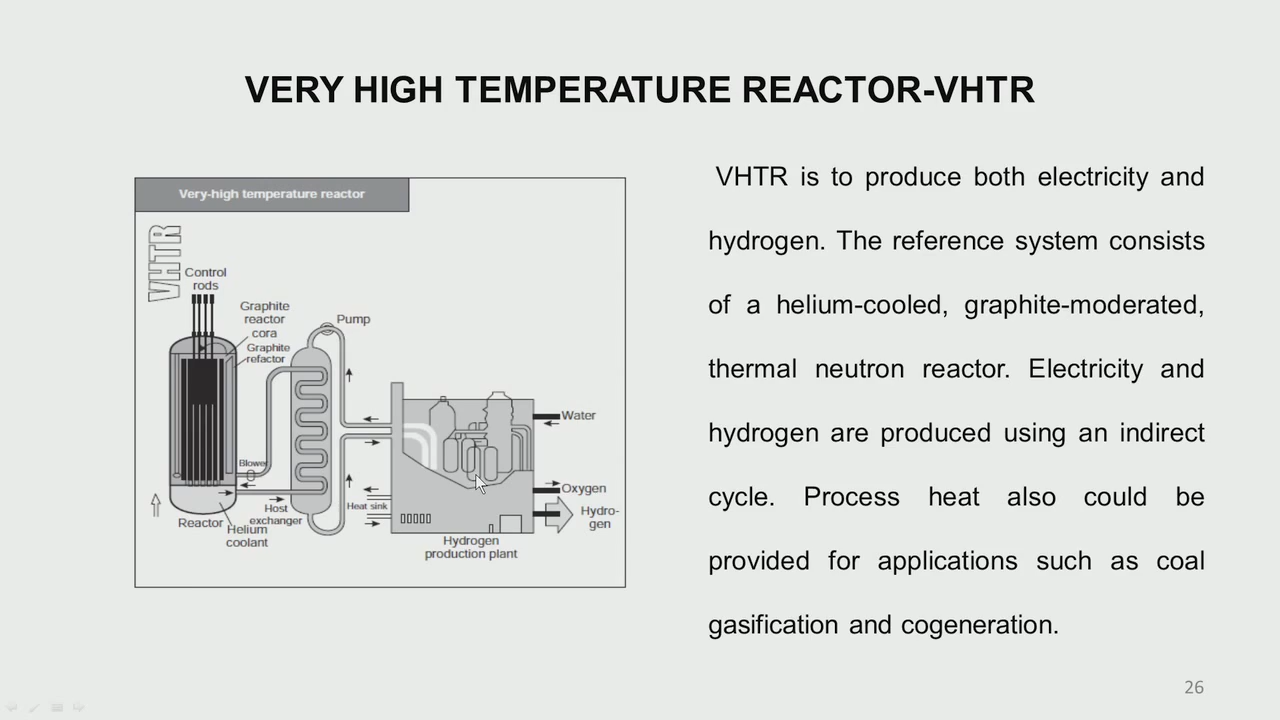 VERY HIGH TEMPERATURE REACTOR-VHTR
Very-high temperature reactor
VHTR
Control
rods
Graphite
reactor
cora
Graphite
refactor
Pump
Blower
Reactor
Helium
coolant
Host
exchanger
Heat sink
Water
Oxygen
Hydro-
gen
Hydrogen
production plant
VHTR is to produce both electricity and
hydrogen. The reference system consists
of a helium-cooled, graphite-moderated,
thermal neutron reactor. Electricity and
hydrogen are produced using an indirect
cycle. Process heat also could be
provided for applications such as coal
gasification and cogeneration.
26